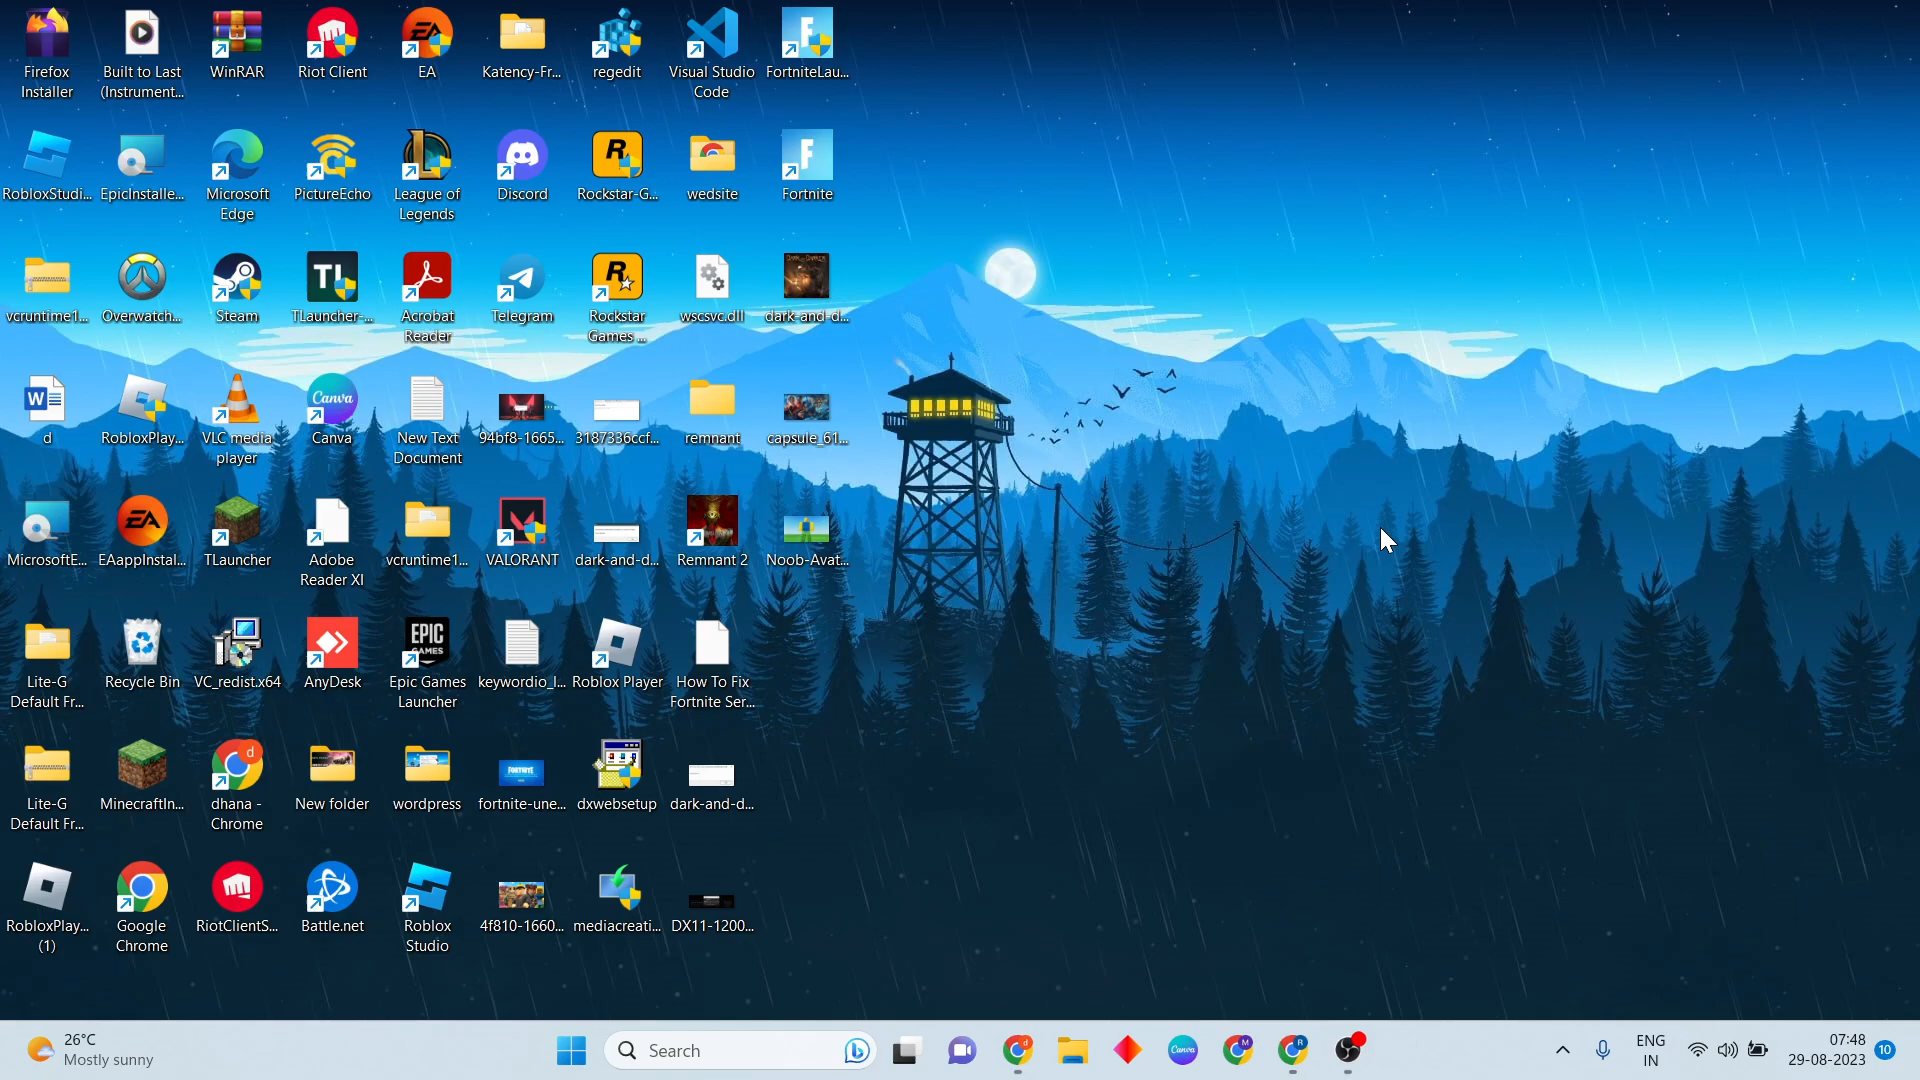 Firefox
Installer
Built to Last
(Instrument...
WinRAR
Riot Client
EA
Katency-Fr...
regedit
Visual Studio
Code
FortniteLau...
RobloxStudi...
EpicInstalle...
Microsoft
Edge
PictureEcho
League of
Legends
Discord
Rockstar-G...
wedsite
Fortnite
vcruntime1...
Overwatch...
Steam
TLauncher-...
Acrobat
Reader
Telegram
Rockstar
Games ...
wscsvc.dll
dark-and-d...
d
RobloxPlay...
VLC media
player
Canva
New Text
Document
94bf8-1665...
3187336ccf...
remnant
capsule_61...
MicrosoftE...
EAappInstal...
TLauncher
Adobe
Reader XI
vcruntime1...
VALORANT
dark-and-d...
Remnant 2
Noob-Avat...
Lite-G
Default Fr...
Recycle Bin
VC_redist.x64
AnyDesk
EPIC
GAMES
Epic Games
Launcher
keywordio_l...
Roblox Player
How To Fix
Fortnite Ser...
Lite-G
Default Fr...
MinecraftIn...
dhana -
Chrome
New folder
wordpress
fortnite-une...
dxwebsetup
dark-and-d...
RobloxPlay...
(1)
Google
Chrome
RiotClientS...
Battle.net
Roblox
Studio
4f810-1660...
mediacreati...
DX11-1200...
26°C
Mostly sunny
Search
ENG
IN
07:48
29-08-2023
10